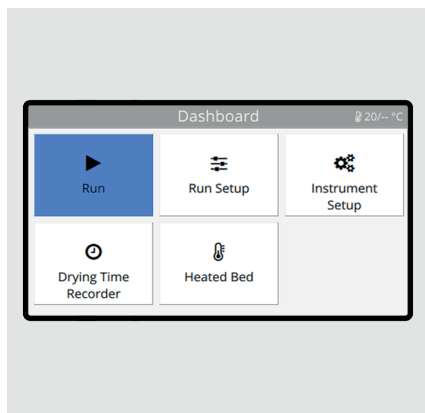 Dashboard
20/-- °C
Run
Run Setup
Instrument
Setup
Drying Time
Recorder
Heated Bed